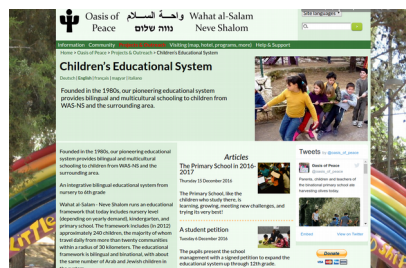 Oasis of Peace
واحة السلام
נווה שלום
Wahat al-Salam
Neve Shalom
Site languages
Information Community Visiting (map, hotel, programs, more) Help & Support
Home » Oasis of Peace » Projects & Outreach » Children's Educational System
Children's Educational System
Deutsch | English | français | magyar | italiano
Founded in the 1980s, our pioneering educational system
provides bilingual and multicultural schooling to children from
WAS-NS and the surrounding area.
Founded in the 1980s, our pioneering educational
system provides bilingual and multicultural
schooling to children from WAS-NS and the
surrounding area.
An integrative bilingual educational system from
nursery to 6th grade
Wahat al-Salam - Neve Shalom runs an educational
framework that today includes nursery level
(depending on yearly demand), kindergarten, and
primary school. The framework includes (in 2012)
approximately 240 children, the majority of whom
travel daily from more than twenty communities
within a radius of 30 kilometers. The educational
framework is bilingual and binational, with about
the same number of Arab and Jewish children in
Articles
The Primary School in 2016-
2017
Thursday 15 December 2016
The Primary School, like the
children who study there, is
learning, growing, meeting new challenges, and
trying its very best!
A student petition
Tuesday 6 December 2016
The pupils present the school
management with a signed petition to expand the
educational system up through 12th grade.
Tweets by @oasis_of_peace
Oasis of Peace
@oasis_of_peace
Parents, children and teachers of
the binational primary school site
harvesting olives today.
Embed
View on Twitter
Donate